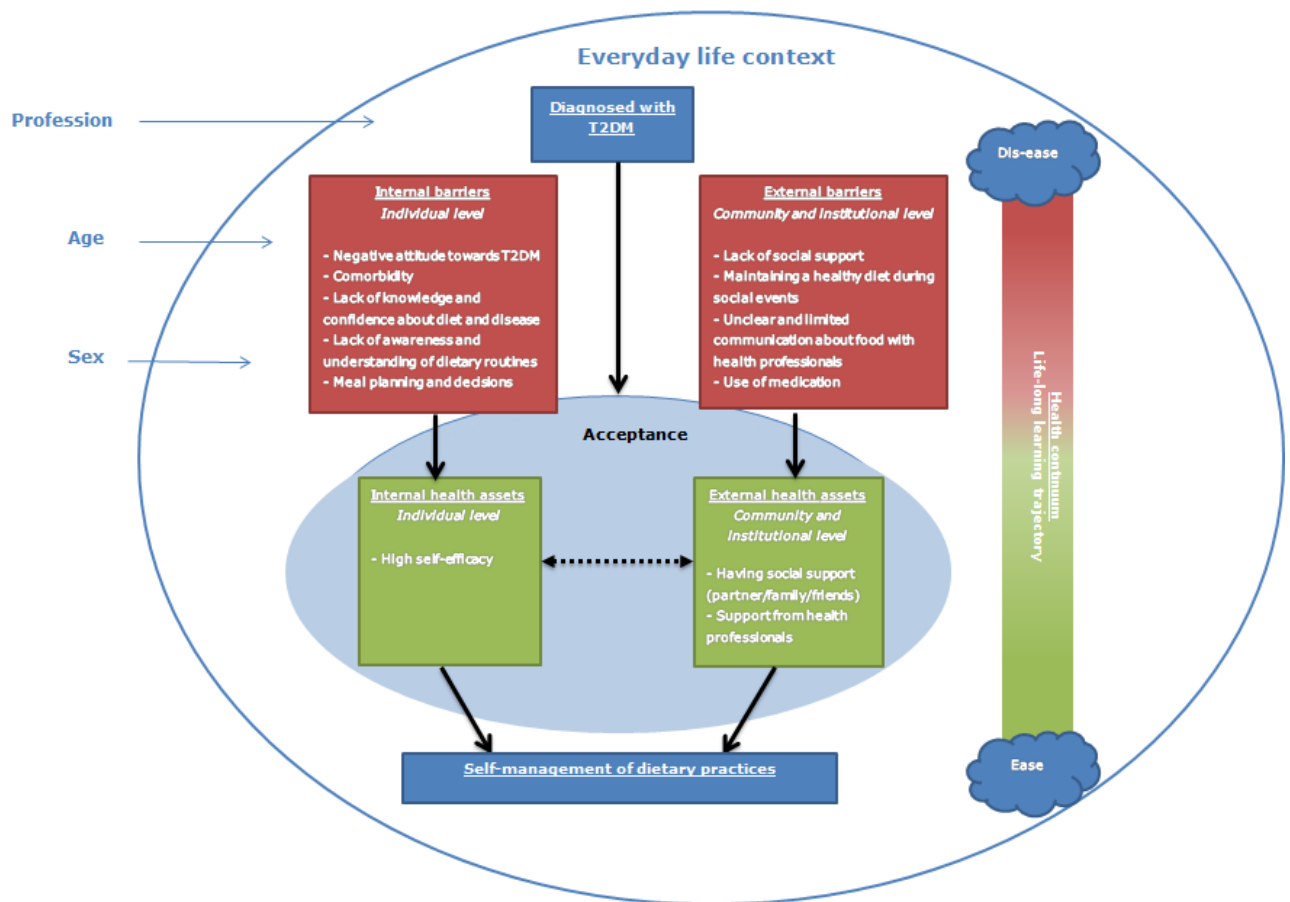 Everyday life context
Profession
Age
Sex
Diagnosed with
T2DM
Internal barriers
Individual level
- Negative attitude towards T2DM
- Comorbidity
- Lack of knowledge and
confidence about diet and disease
- Lack of awareness and
understanding of dietary routines
- Meal planning and decisions
External barriers
Community and institutional level
- Lack of social support
- Maintaining a healthy diet during
social events
- Unclear and limited
communication about food with
health professionals
- Use of medication
Acceptance
Internal health assets
Individual level
- High self-efficacy
External health assets
Community and
institutional level
- Having social support
(partner/family/friends)
- Support from health
professionals
Self-management of dietary practices
Dis-ease
Health continuum
Life-long learning trajectory
Ease